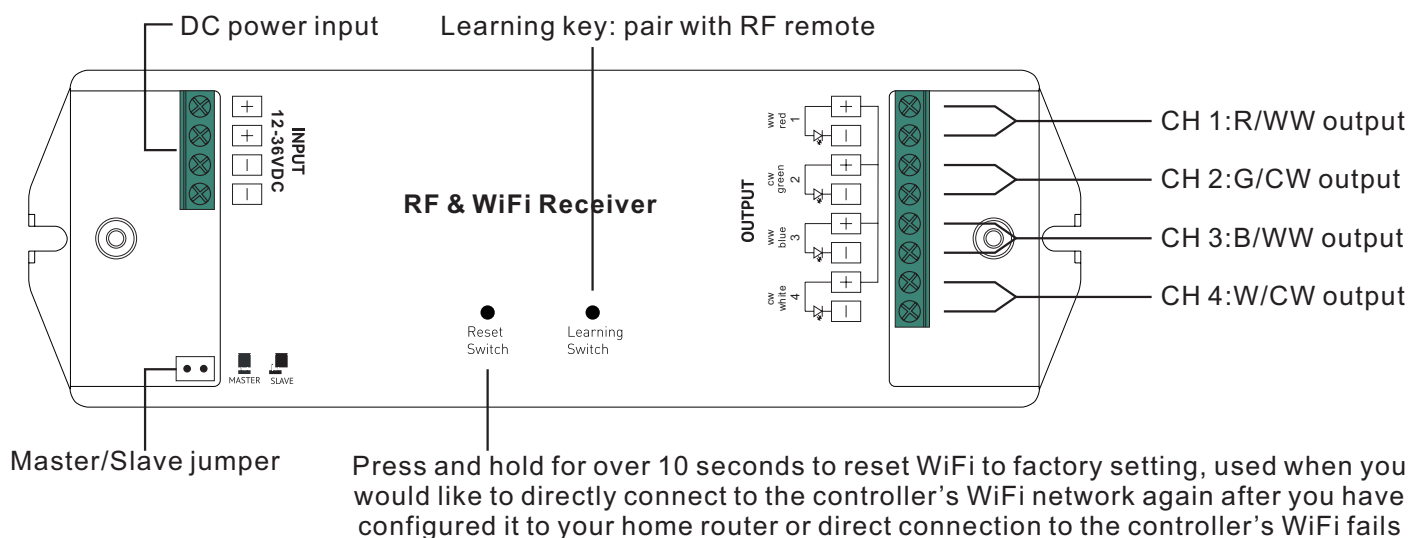 DC power input
Learning key: pair with RF remote
+
+
−
−
INPUT
12-36VDC
RF & WiFi Receiver
OUTPUT
ww
red
1
+
−
cw
green
2
+
−
ww
blue
3
+
−
cw
white
4
+
−
CH 1:R/WW output
CH 2:G/CW output
CH 3:B/WW output
CH 4:W/CW output
Reset
Switch
Learning
Switch
MASTER
SLAVE
Master/Slave jumper
Press and hold for over 10 seconds to reset WiFi to factory setting, used when you
would like to directly connect to the controller’s WiFi network again after you have
configured it to your home router or direct connection to the controller’s WiFi fails